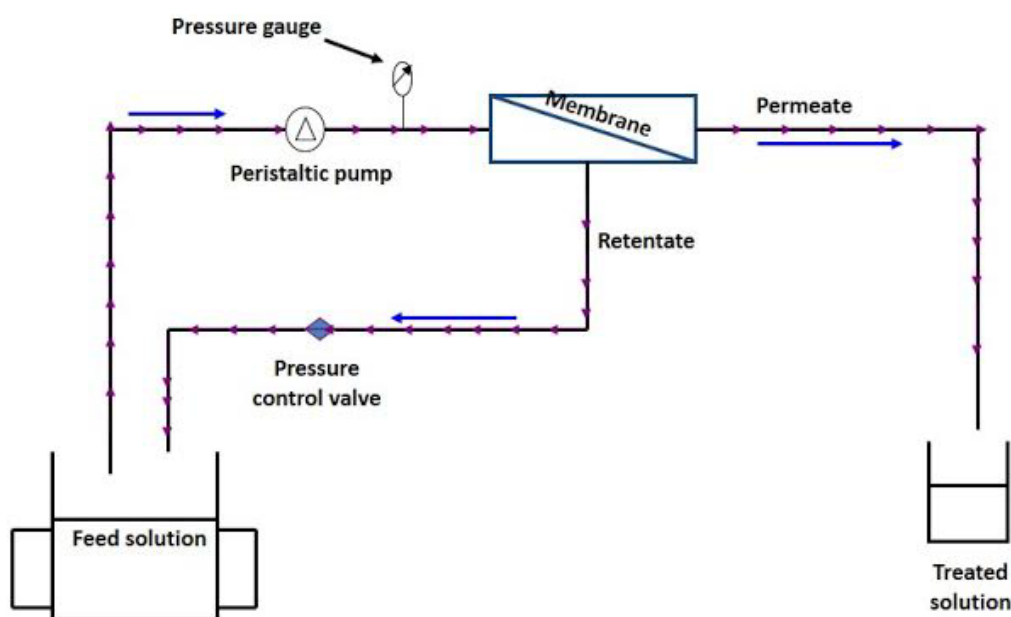 Pressure gauge
Membrane
Permeate
Peristaltic pump
Retentate
Pressure
control valve
Feed solution
Treated
solution